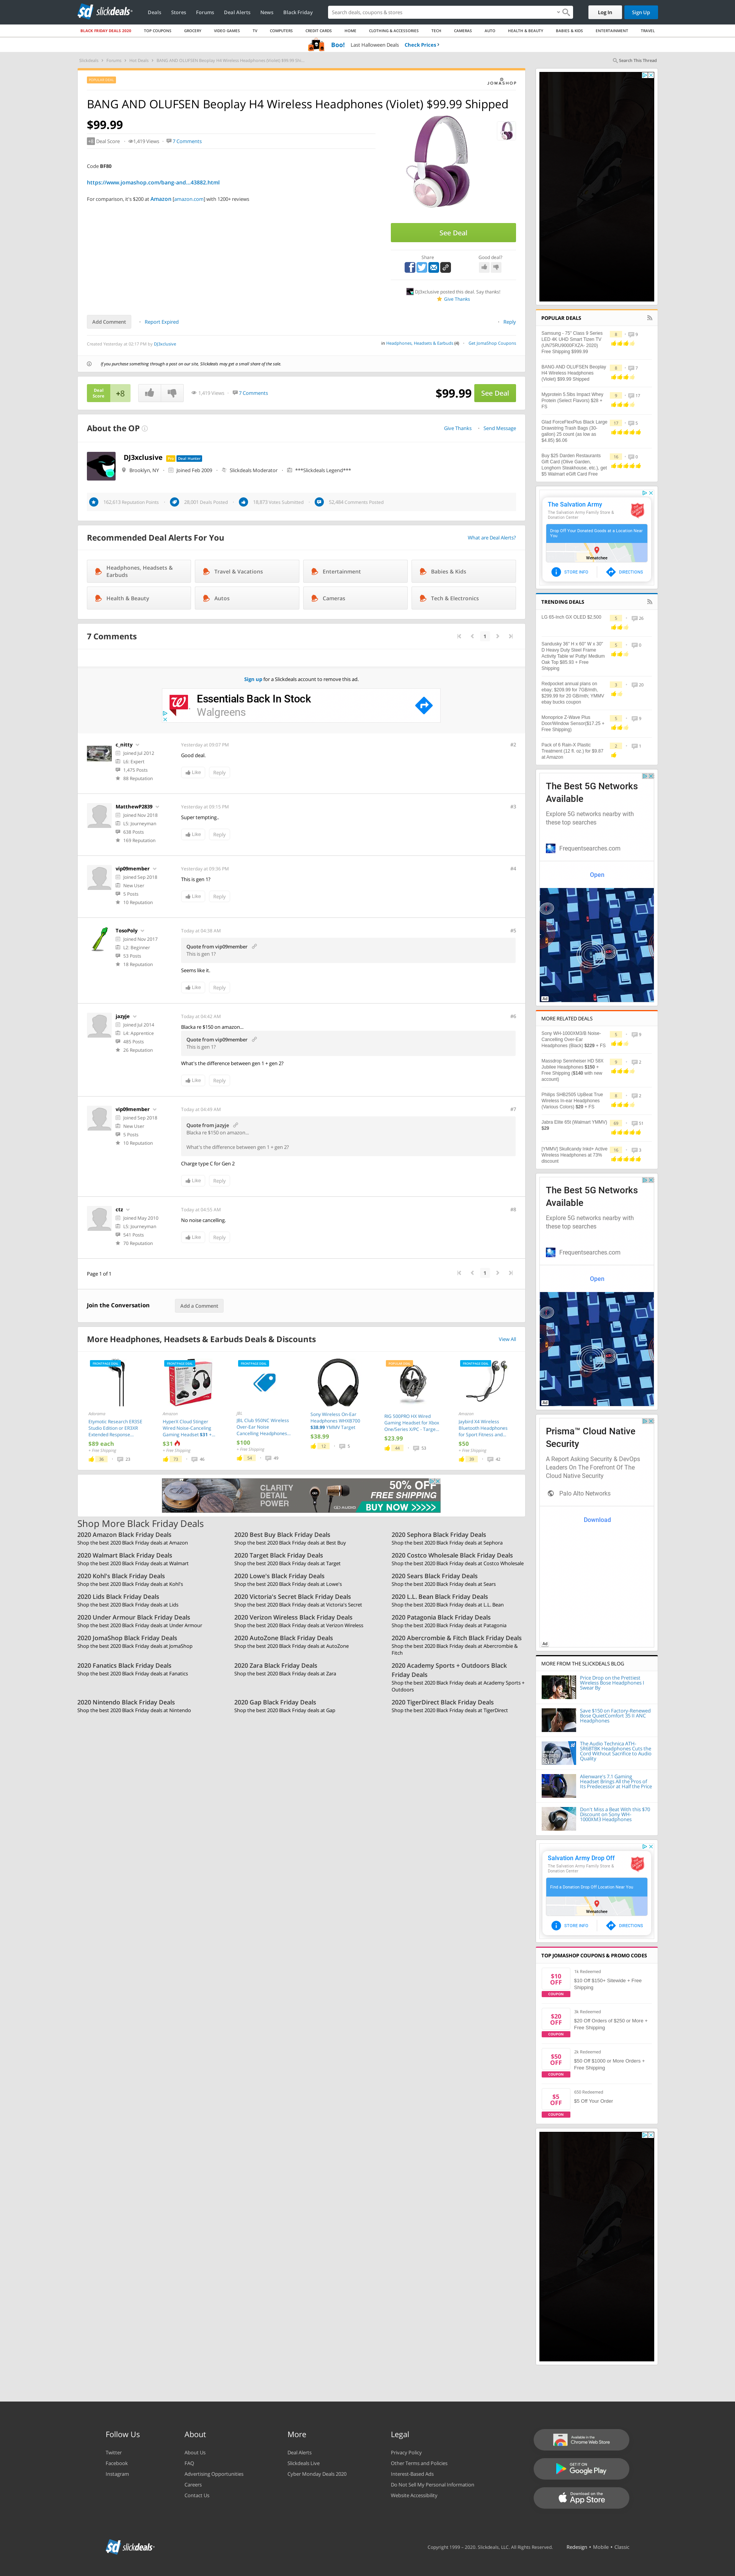 slickdeals
Deals Stores Forums Deal Alerts News Black Friday
Search deals, coupons & stores
Log In
Sign Up
BLACK FRIDAY DEALS 2020 TOP COUPONS GROCERY VIDEO GAMES TV COMPUTERS CREDIT CARDS HOME CLOTHING & ACCESSORIES TECH CAMERAS AUTO HEALTH & BEAUTY BABIES & KIDS ENTERTAINMENT TRAVEL
Boo! Last Halloween Deals Check Prices ›
Slickdeals › Forums › Hot Deals › BANG AND OLUFSEN Beoplay H4 Wireless Headphones (Violet) $99.99 Sh...
Search This Thread
JOMASHOP
BANG AND OLUFSEN Beoplay H4 Wireless Headphones (Violet) $99.99 Shipped
$99.99
+8 Deal Score 1,419 Views 7 Comments
Code BF80
https://www.jomashop.com/bang-and...43882.html
For comparison, it's $200 at Amazon [amazon.com] with 1200+ reviews
See Deal
Share
Good deal?
DJ3xclusive posted this deal. Say thanks!
Give Thanks
Add Comment Report Expired
Reply
Created Yesterday at 02:17 PM by DJ3xclusive
in Headphones, Headsets & Earbuds (4) Get JomaShop Coupons
If you purchase something through a post on our site, Slickdeals may get a small share of the sale.
Deal Score +8
1,419 Views 7 Comments
$99.99 See Deal
About the OP
Give Thanks Send Message
DJ3xclusive Pro Deal Hunter
Brooklyn, NY Joined Feb 2009 Slickdeals Moderator ***Slickdeals Legend***
162,613 Reputation Points 28,001 Deals Posted 19,873 Votes Submitted 52,484 Comments Posted
Recommended Deal Alerts For You
What are Deal Alerts?
Headphones, Headsets & Earbuds
Travel & Vacations
Entertainment
Babies & Kids
Health & Beauty
Autos
Cameras
Tech & Electronics
7 Comments
1
Sign up for a Slickdeals account to remove this ad.
Essentials Back In Stock
Walgreens
c_nitty
Joined Jul 2012
L6: Expert
1,475 Posts
88 Reputation
Yesterday at 09:07 PM
#2
Good deal.
Like Reply
MatthewP2839
Joined Nov 2018
L5: Journeyman
638 Posts
169 Reputation
Yesterday at 09:15 PM
#3
Super tempting..
Like Reply
vip09member
Joined Sep 2018
New User
5 Posts
10 Reputation
Yesterday at 09:36 PM
#4
This is gen 1?
Like Reply
TosoPoly
Joined Nov 2017
L2: Beginner
53 Posts
18 Reputation
Today at 04:38 AM
#5
Quote from vip09member
This is gen 1?
Seems like it.
Like Reply
jazyje
Joined Jul 2014
L4: Apprentice
485 Posts
26 Reputation
Today at 04:42 AM
#6
Blacka re $150 on amazon...
Quote from vip09member
This is gen 1?
What's the difference between gen 1 + gen 2?
Like Reply
vip09member
Joined Sep 2018
New User
5 Posts
10 Reputation
Today at 04:49 AM
#7
Quote from jazyje
Blacka re $150 on amazon...
What's the difference between gen 1 + gen 2?
Charge type C for Gen 2
Like Reply
ctz
Joined May 2010
L5: Journeyman
541 Posts
70 Reputation
Today at 04:55 AM
#8
No noise cancelling.
Like Reply
Page 1 of 1
1
Join the Conversation
Add a Comment
More Headphones, Headsets & Earbuds Deals & Discounts
View All
Adorama
Etymotic Research ER3SE Studio Edition or ER3XR Extended Response...
$89 each
+ Free Shipping
36 23
Amazon
HyperX Cloud Stinger Wired Noise-Canceling Gaming Headset $31 +...
$31
+ Free Shipping
73 46
JBL
JBL Club 950NC Wireless Over-Ear Noise Cancelling Headphones...
$100
+ Free Shipping
54 49
Sony Wireless On-Ear Headphones WHXB700 $38.99 YMMV Target
$38.99
12 5
RIG 500PRO HX Wired Gaming Headset for Xbox One/Series X/PC - Targe...
$23.99
44 53
Amazon
Jaybird X4 Wireless Bluetooth Headphones for Sport Fitness and...
$50
+ Free Shipping
39 42
CLARITY DETAIL POWER
50% OFF
FREE SHIPPING
BUY NOW >>>>>
Shop More Black Friday Deals
2020 Amazon Black Friday Deals
Shop the best 2020 Black Friday deals at Amazon
2020 Best Buy Black Friday Deals
Shop the best 2020 Black Friday deals at Best Buy
2020 Sephora Black Friday Deals
Shop the best 2020 Black Friday deals at Sephora
2020 Walmart Black Friday Deals
Shop the best 2020 Black Friday deals at Walmart
2020 Target Black Friday Deals
Shop the best 2020 Black Friday deals at Target
2020 Costco Wholesale Black Friday Deals
Shop the best 2020 Black Friday deals at Costco Wholesale
2020 Kohl's Black Friday Deals
Shop the best 2020 Black Friday deals at Kohl's
2020 Lowe's Black Friday Deals
Shop the best 2020 Black Friday deals at Lowe's
2020 Sears Black Friday Deals
Shop the best 2020 Black Friday deals at Sears
2020 Lids Black Friday Deals
Shop the best 2020 Black Friday deals at Lids
2020 Victoria's Secret Black Friday Deals
Shop the best 2020 Black Friday deals at Victoria's Secret
2020 L.L. Bean Black Friday Deals
Shop the best 2020 Black Friday deals at L.L. Bean
2020 Under Armour Black Friday Deals
Shop the best 2020 Black Friday deals at Under Armour
2020 Verizon Wireless Black Friday Deals
Shop the best 2020 Black Friday deals at Verizon Wireless
2020 Patagonia Black Friday Deals
Shop the best 2020 Black Friday deals at Patagonia
2020 JomaShop Black Friday Deals
Shop the best 2020 Black Friday deals at JomaShop
2020 AutoZone Black Friday Deals
Shop the best 2020 Black Friday deals at AutoZone
2020 Abercrombie & Fitch Black Friday Deals
Shop the best 2020 Black Friday deals at Abercrombie & Fitch
2020 Fanatics Black Friday Deals
Shop the best 2020 Black Friday deals at Fanatics
2020 Zara Black Friday Deals
Shop the best 2020 Black Friday deals at Zara
2020 Academy Sports + Outdoors Black Friday Deals
Shop the best 2020 Black Friday deals at Academy Sports + Outdoors
2020 Nintendo Black Friday Deals
Shop the best 2020 Black Friday deals at Nintendo
2020 Gap Black Friday Deals
Shop the best 2020 Black Friday deals at Gap
2020 TigerDirect Black Friday Deals
Shop the best 2020 Black Friday deals at TigerDirect
POPULAR DEALS
Samsung - 75" Class 9 Series LED 4K UHD Smart Tizen TV (UN75RU9000FXZA- 2020) Free Shipping $699.99
BANG AND OLUFSEN Beoplay H4 Wireless Headphones (Violet) $99.99 Shipped
Myprotein 5.5lbs Impact Whey Protein (Select Flavors) $28 + FS
Glad ForceFlexPlus Black Large Drawstring Trash Bags (30-gallon) 25 count (as low as $4.85) $6.06
Buy $25 Darden Restaurants Gift Card (Olive Garden, Longhorn Steakhouse, etc.), get $5 Walmart eGift Card Free
The Salvation Army
The Salvation Army Family Store & Donation Center
Drop Off Your Donated Goods at a Location Near You
Wenatchee
STORE INFO DIRECTIONS
TRENDING DEALS
LG 65-Inch GX OLED $2,500
Sandusky 36" H x 60" W x 30" D Heavy Duty Steel Frame Activity Table w/ Putty/ Medium Oak Top $85.93 + Free Shipping
Redpocket annual plans on ebay: $209.99 for 7GB/mth, $299.99 for 20 GB/mth; YMMV ebay bucks coupon
Monoprice Z-Wave Plus Door/Window Sensor($17.25 + Free Shipping)
Pack of 6 Rain-X Plastic Treatment (12 fl. oz.) for $9.87 at Amazon
The Best 5G Networks Available
Explore 5G networks nearby with these top searches
Frequentsearches.com
Open
Ad
MORE RELATED DEALS
Sony WH-1000XM3/B Noise-Canceling Over-Ear Headphones (Black) $229 + FS
Massdrop Sennheiser HD 58X Jubilee Headphones $150 + Free Shipping ($140 with new account)
Philips SHB2505 UpBeat True Wireless In-ear Headphones (Various Colors) $20 + FS
Jabra Elite 65t (Walmart YMMV) $29
[YMMV] Skullcandy Inkd+ Active Wireless Headphones at 73% discount
The Best 5G Networks Available
Explore 5G networks nearby with these top searches
Frequentsearches.com
Open
Ad
Prisma™ Cloud Native Security
A Report Asking Security & DevOps Leaders On The Forefront Of The Cloud Native Security
Palo Alto Networks
Download
Ad
MORE FROM THE SLICKDEALS BLOG
Price Drop on the Prettiest Wireless Bose Headphones I Swear By
Save $150 on Factory-Renewed Bose QuietComfort 35 II ANC Headphones
The Audio Technica ATH-SR6BTBK Headphones Cuts the Cord Without Sacrifice to Audio Quality
Alienware's 7.1 Gaming Headset Brings All the Pros of Its Predecessor at Half the Price
Don't Miss a Beat With this $70 Discount on Sony WH-1000XM3 Headphones
Salvation Army Drop Off
The Salvation Army Family Store & Donation Center
Find a Donation Drop Off Location Near You
Wenatchee
STORE INFO DIRECTIONS
TOP JOMASHOP COUPONS & PROMO CODES
$10 OFF
COUPON
$10 Off $150+ Sitewide + Free Shipping
$20 OFF
COUPON
$20 Off Orders of $250 or More + Free Shipping
$50 OFF
COUPON
$50 Off $1000 or More Orders + Free Shipping
$5 OFF
COUPON
$5 Off Your Order
Follow Us
Twitter
Facebook
Instagram
About
About Us
FAQ
Advertising Opportunities
Careers
Contact Us
More
Deal Alerts
Slickdeals Live
Cyber Monday Deals 2020
Legal
Privacy Policy
Other Terms and Policies
Interest-Based Ads
Do Not Sell My Personal Information
Website Accessibility
Available in the Chrome Web Store
GET IT ON Google Play
Download on the App Store
slickdeals
Copyright 1999 - 2020. Slickdeals, LLC. All Rights Reserved.
Redesign • Mobile • Classic